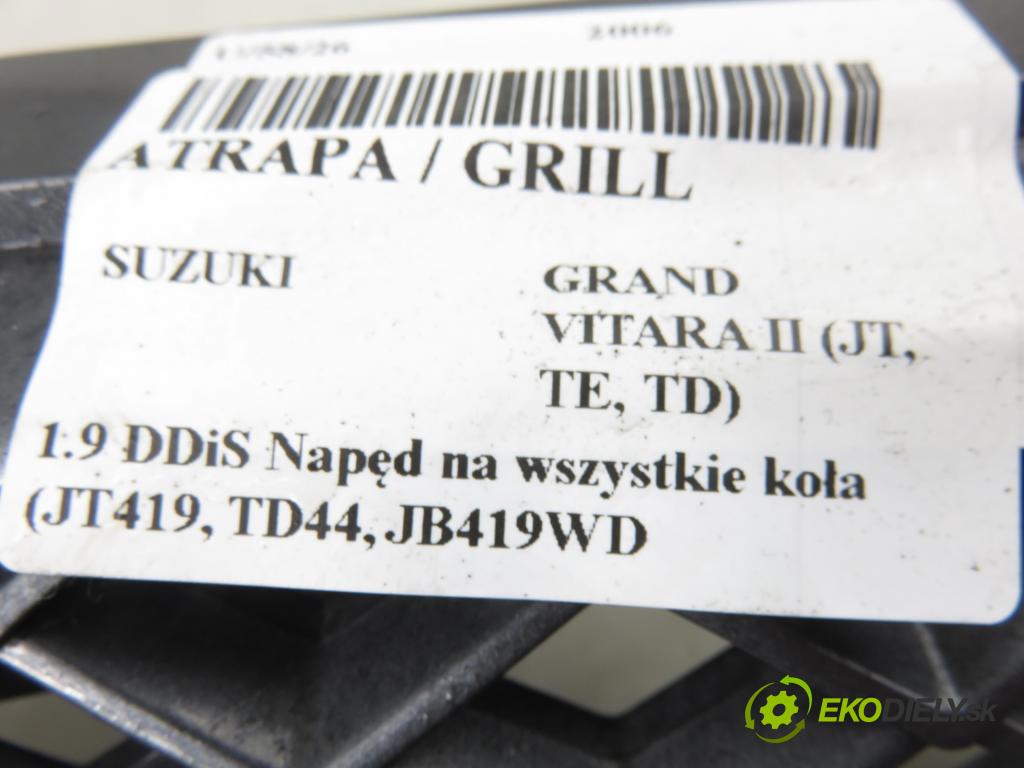 2006
ATRAPA / GRILL
SUZUKI
GRAND
VITARA II (JT,
TE, TD)
1.9 DDiS Napęd na wszystkie koła
(JT419, TD44, JB419WD
EKODIELY.sk